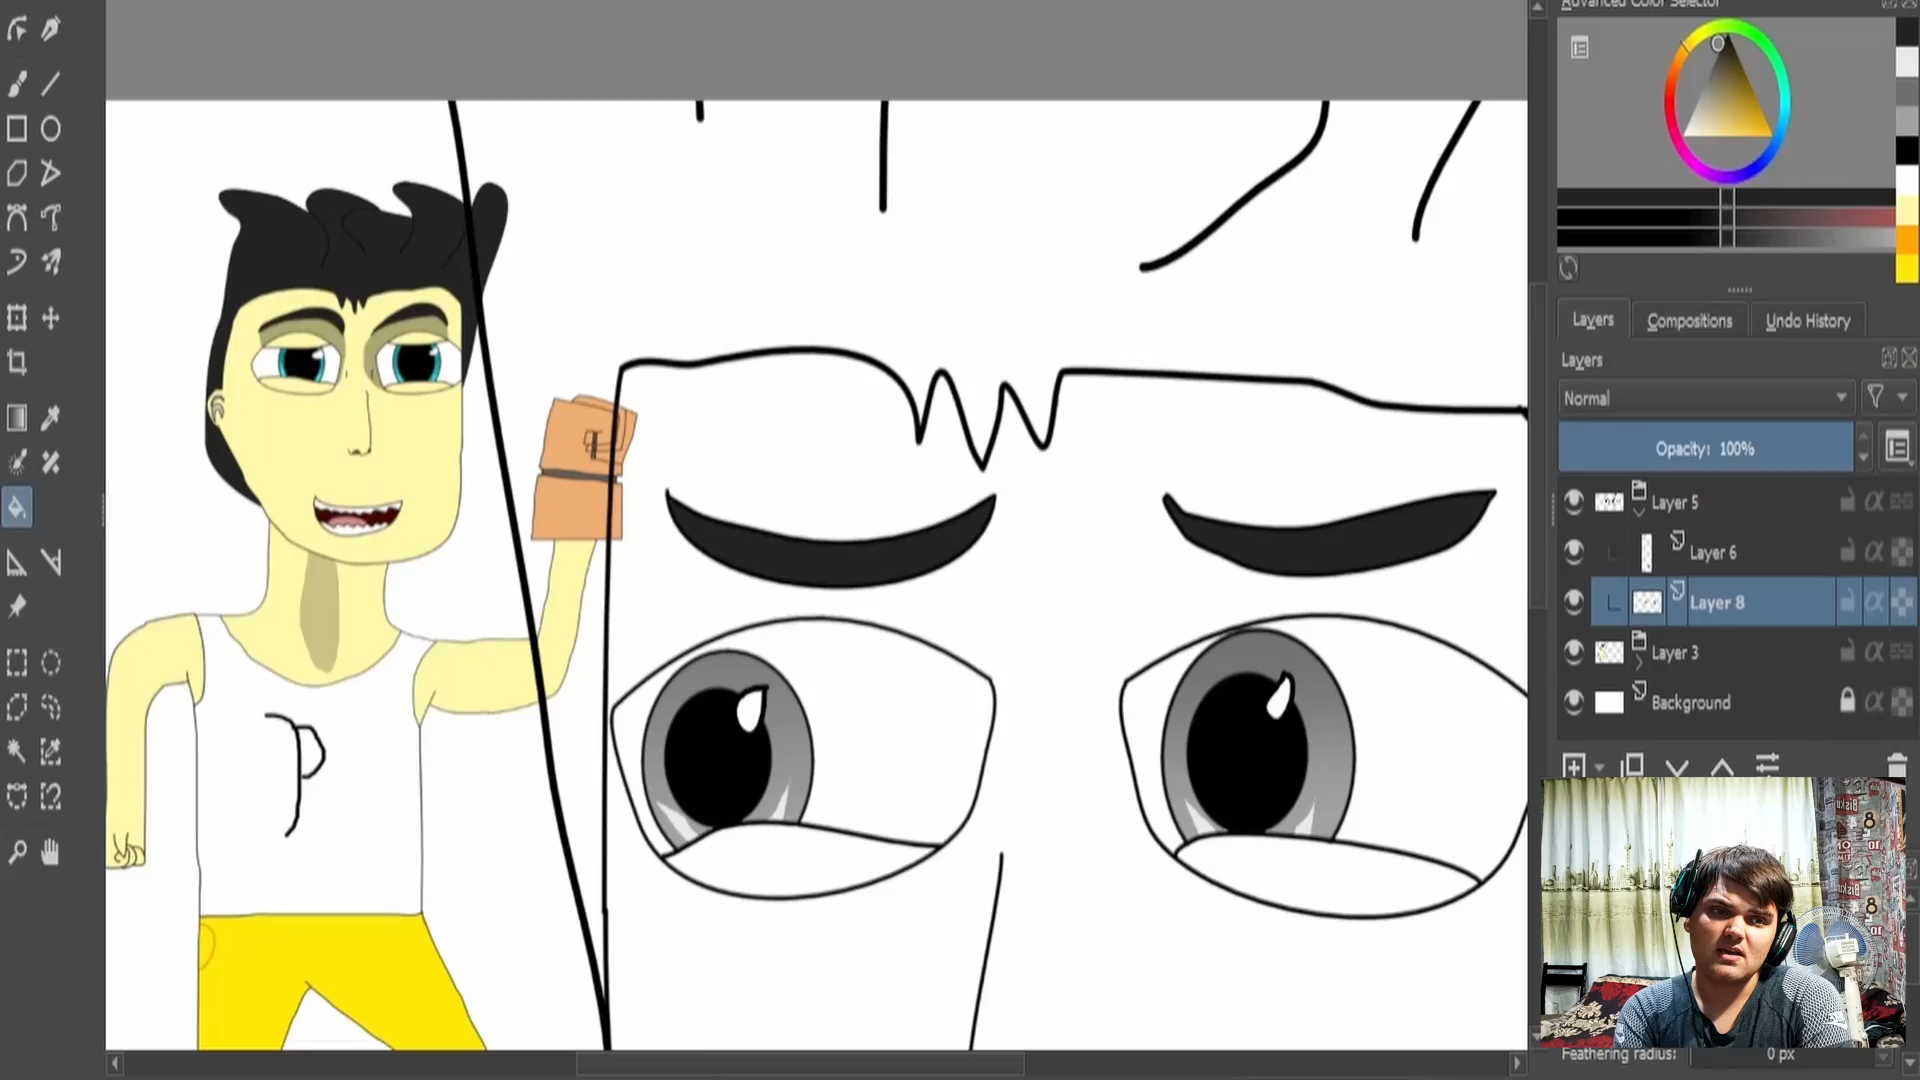 Advanced Color Selector
Layers
Compositions
Undo History
Layers
Normal
Opacity: 100%
Layer 5
Layer 6
Layer 8
Layer 3
Background
Feathering radius:
0 px